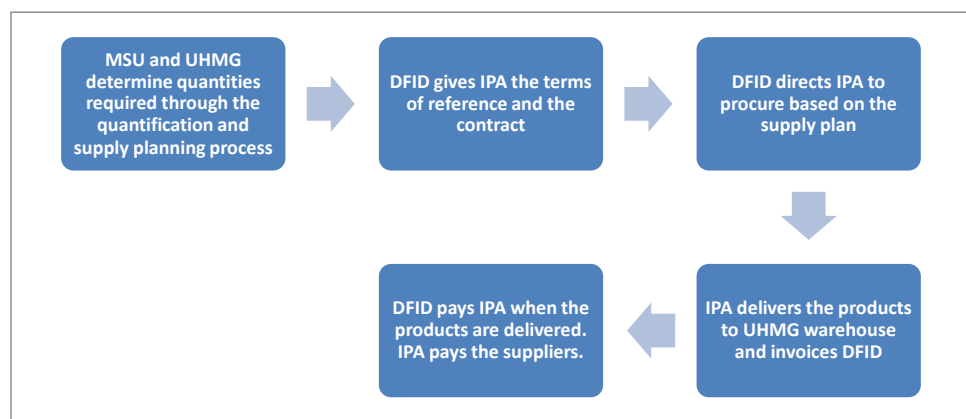 MSU and UHMG
determine quantities
required through the
quantification and
supply planning process
DFID gives IPA the terms
of reference and the
contract
DFID directs IPA to
procure based on the
supply plan
IPA delivers the products
to UHMG warehouse
and invoices DFID
DFID pays IPA when the
products are delivered.
IPA pays the suppliers.